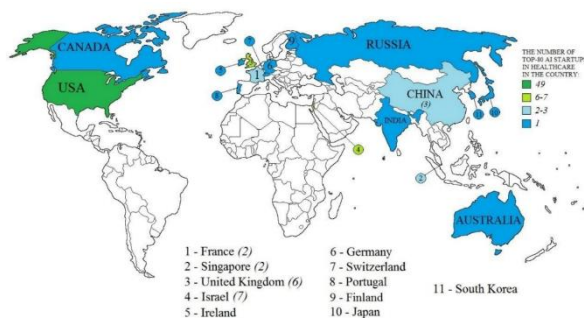 CANADA
USA
RUSSIA
CHINA
(3)
INDIA
AUSTRALIA
THE NUMBER OF
TOP-80 AI STARTUPS
IN HEALTHCARE
IN THE COUNTRY:
49
6-7
2-3
1
1
2
4
6
8
9
10
11
1 - France (2)
2 - Singapore (2)
3 - United Kingdom (6)
4 - Israel (7)
5 - Ireland
6 - Germany
7 - Switzerland
8 - Portugal
9 - Finland
10 - Japan
11 - South Korea